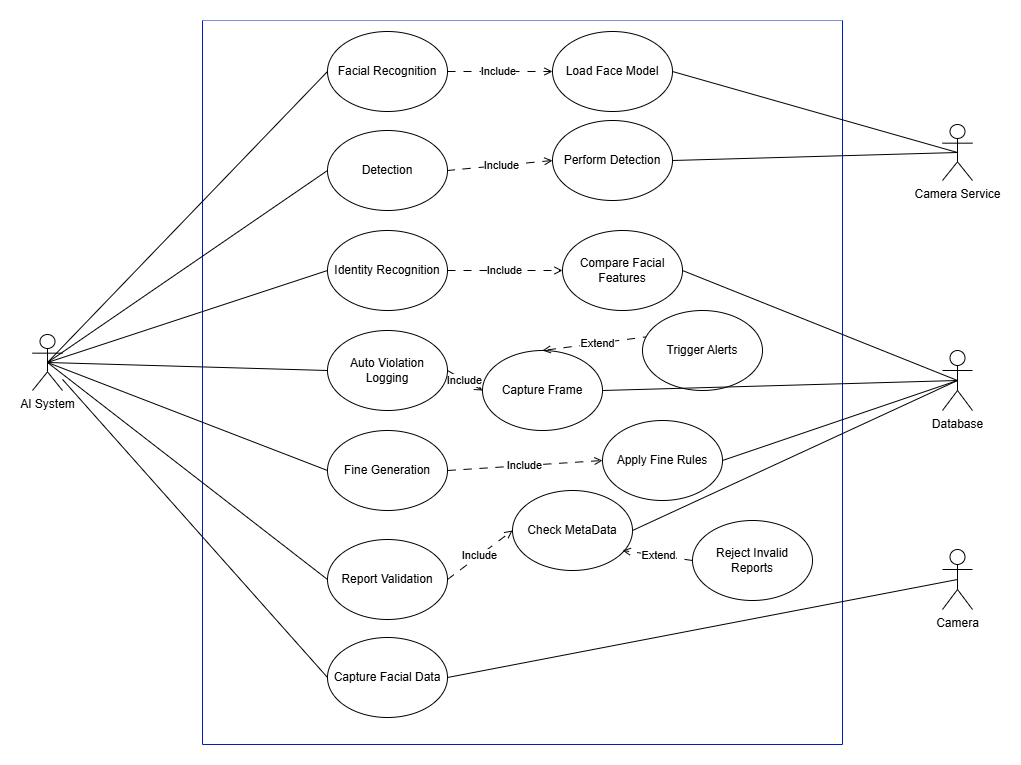 Facial Recognition
Include
Load Face Model
Detection
Include
Perform Detection
Camera Service
Identity Recognition
Include
Compare Facial
Features
Auto Violation
Logging
Include
Capture Frame
Extend
Trigger Alerts
AI System
Database
Fine Generation
Include
Apply Fine Rules
Report Validation
Include
Check MetaData
Extend.
Reject Invalid
Reports
Camera
Capture Facial Data